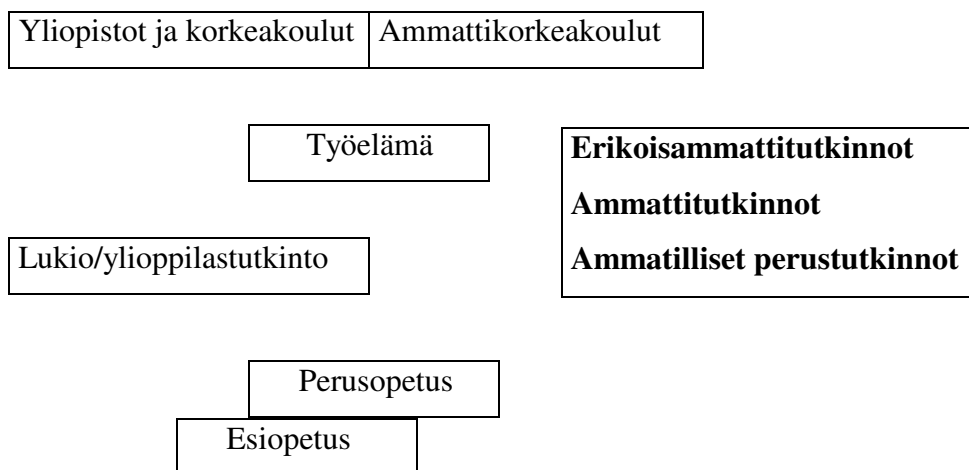 Yliopistot ja korkeakoulut
Ammattikorkeakoulut
Työelämä
Erikoisammattitutkinnot
Ammattitutkinnot
Ammatilliset perustutkinnot
Lukio/ylioppilastutkinto
Perusopetus
Esiopetus